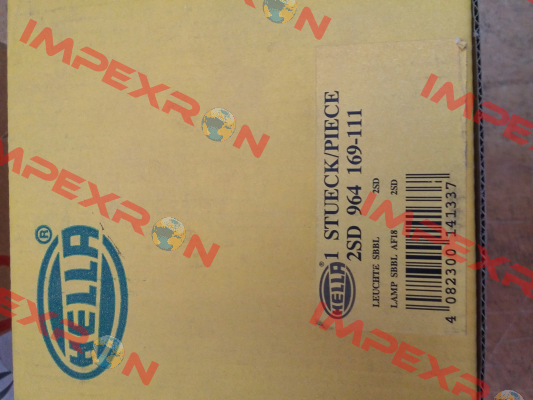 HELLA
®
1 STUECK/PIECE
2SD 964 169-111
HELLA
LEUCHTE SBBL 2SD
LAMP SBBL AF18 2SD
4 082300 141337
IMPEXRON
IMPEXRON
IMPEXRON
IMPEXRON
IMPEXRON
IMPEXRON